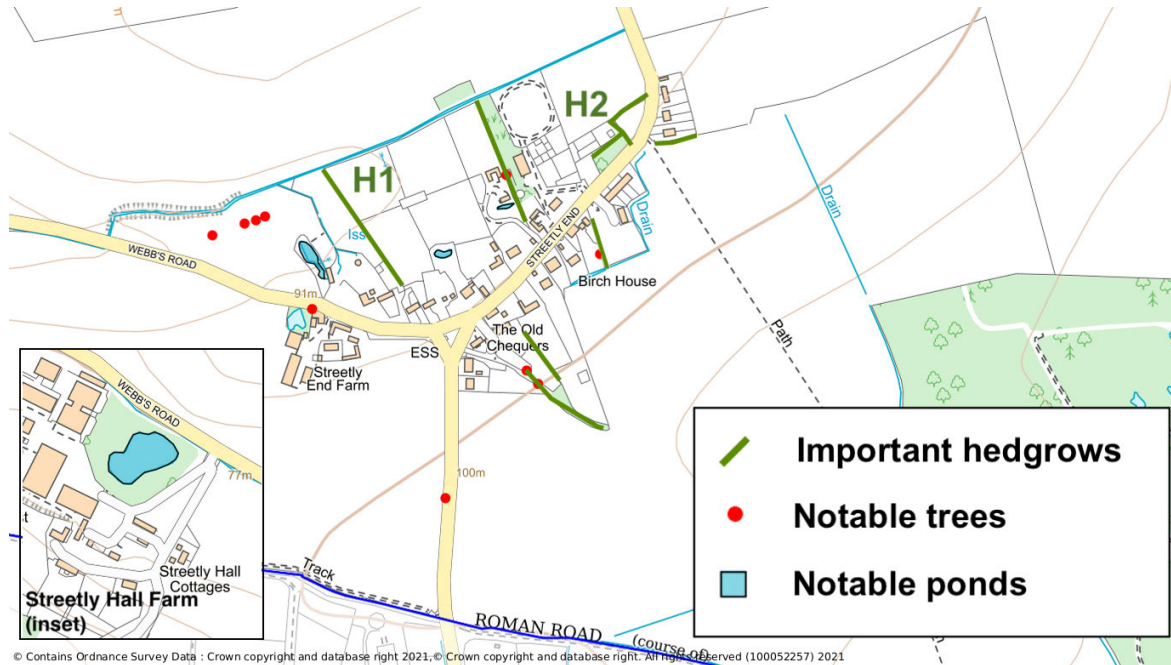 m
H2
H1
Iss
Drain
Drain
STREETLY END
WEBB'S ROAD
91m
Birch House
The Old
Chequers
ESS
Streetly
End Farm
Path
100m
WEBB'S ROAD
77m
Streetly Hall
Cottages
Streetly Hall Farm
(inset)
Track
ROMAN ROAD
(course of)
Important hedgrows
Notable trees
Notable ponds
© Contains Ordnance Survey Data : Crown copyright and database right 2021,© Crown copyright and database right. All rights reserved (100052257) 2021